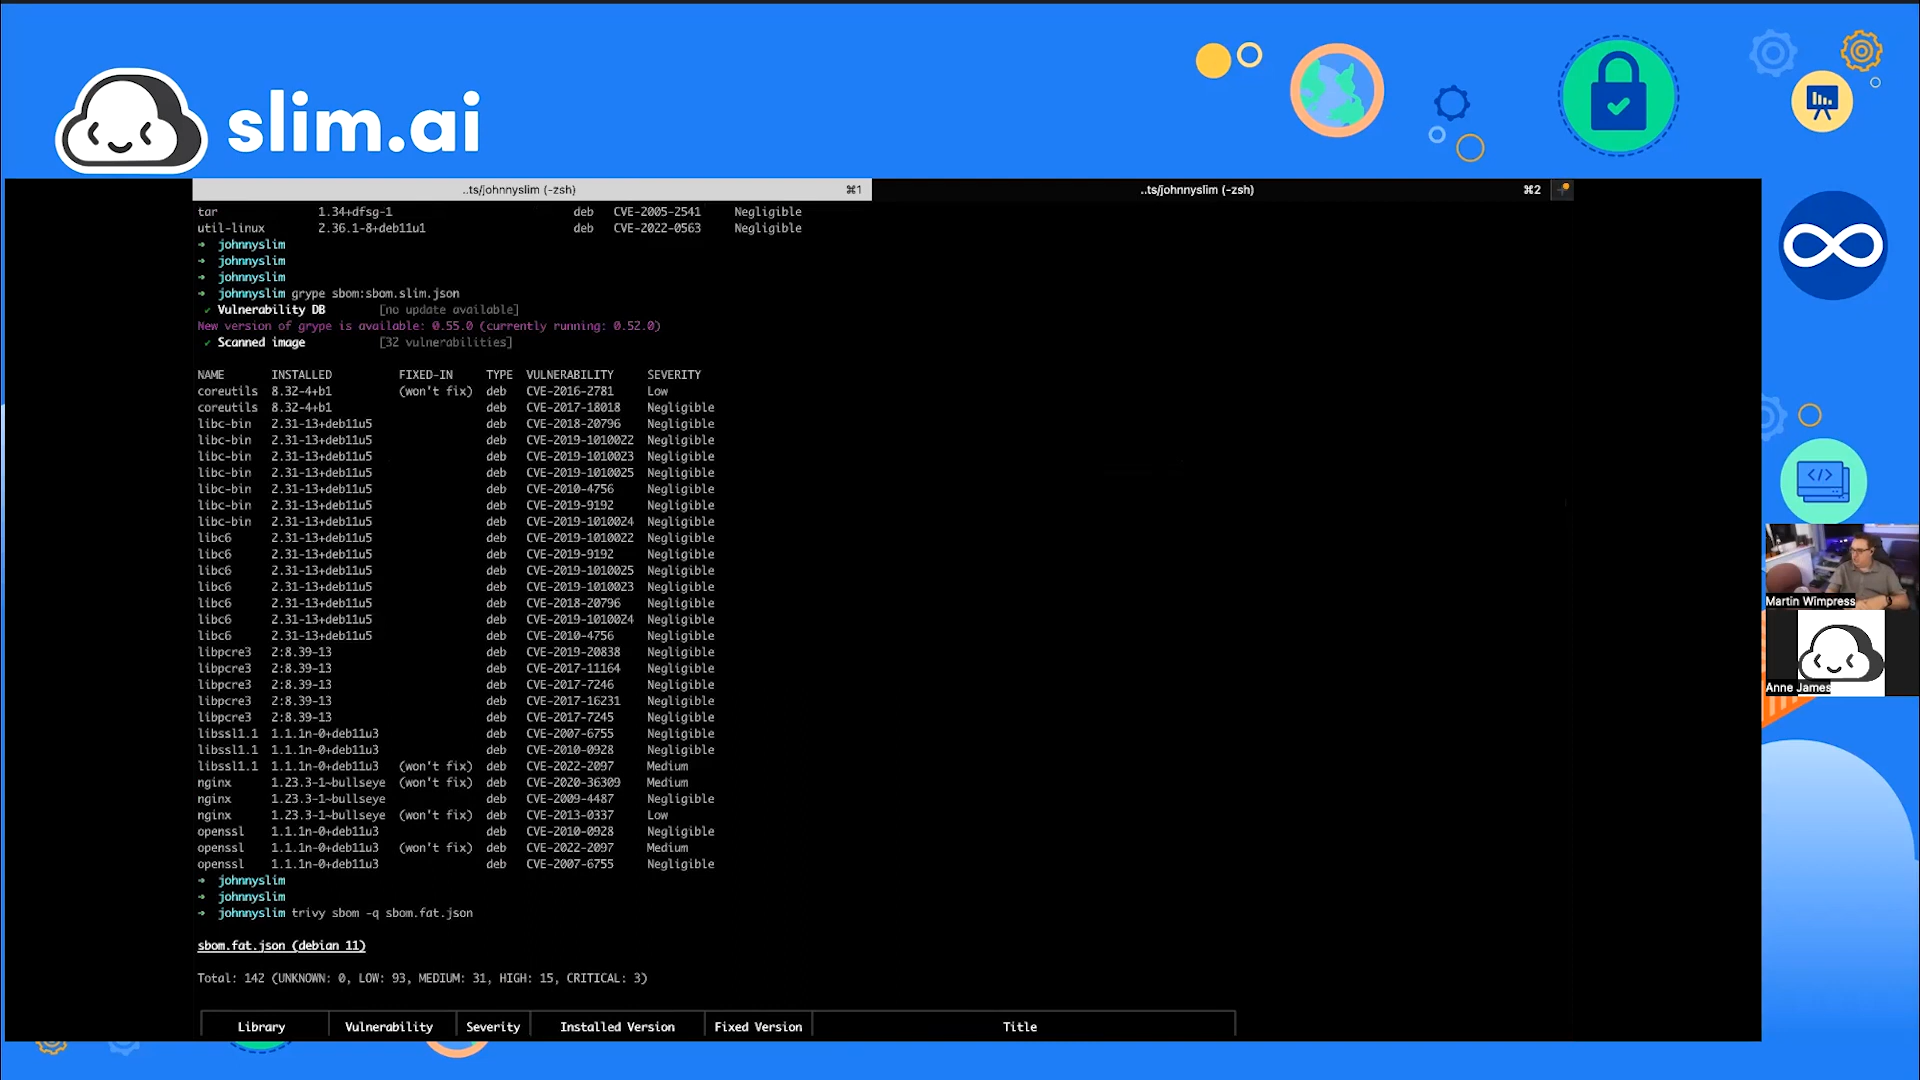 slim.ai
..ts/johnnyslim (-zsh) ⌘1 ..ts/johnnyslim (-zsh) ⌘2
tar 1.34+dfsg-1 deb CVE-2005-2541 Negligible
util-linux 2.36.1-8+deb11u1 deb CVE-2022-0563 Negligible
➜ johnnyslim
➜ johnnyslim
➜ johnnyslim
➜ johnnyslim grype sbom:sbom.slim.json
✔ Vulnerability DB [no update available]
New version of grype is available: 0.55.0 (currently running: 0.52.0)
✔ Scanned image [32 vulnerabilities]
NAME INSTALLED FIXED-IN TYPE VULNERABILITY SEVERITY
coreutils 8.32-4+b1 (won't fix) deb CVE-2016-2781 Low
coreutils 8.32-4+b1 deb CVE-2017-18018 Negligible
libc-bin 2.31-13+deb11u5 deb CVE-2018-20796 Negligible
libc-bin 2.31-13+deb11u5 deb CVE-2019-1010022 Negligible
libc-bin 2.31-13+deb11u5 deb CVE-2019-1010023 Negligible
libc-bin 2.31-13+deb11u5 deb CVE-2019-1010025 Negligible
libc-bin 2.31-13+deb11u5 deb CVE-2010-4756 Negligible
libc-bin 2.31-13+deb11u5 deb CVE-2019-9192 Negligible
libc-bin 2.31-13+deb11u5 deb CVE-2019-1010024 Negligible
libc6 2.31-13+deb11u5 deb CVE-2019-1010022 Negligible
libc6 2.31-13+deb11u5 deb CVE-2019-9192 Negligible
libc6 2.31-13+deb11u5 deb CVE-2019-1010025 Negligible
libc6 2.31-13+deb11u5 deb CVE-2019-1010023 Negligible
libc6 2.31-13+deb11u5 deb CVE-2018-20796 Negligible
libc6 2.31-13+deb11u5 deb CVE-2019-1010024 Negligible
libc6 2.31-13+deb11u5 deb CVE-2010-4756 Negligible
libpcre3 2:8.39-13 deb CVE-2019-20838 Negligible
libpcre3 2:8.39-13 deb CVE-2017-11164 Negligible
libpcre3 2:8.39-13 deb CVE-2017-7246 Negligible
libpcre3 2:8.39-13 deb CVE-2017-16231 Negligible
libpcre3 2:8.39-13 deb CVE-2017-7245 Negligible
libssl1.1 1.1.1n-0+deb11u3 deb CVE-2007-6755 Negligible
libssl1.1 1.1.1n-0+deb11u3 deb CVE-2010-0928 Negligible
libssl1.1 1.1.1n-0+deb11u3 (won't fix) deb CVE-2022-2097 Medium
nginx 1.23.3-1~bullseye (won't fix) deb CVE-2020-36309 Medium
nginx 1.23.3-1~bullseye deb CVE-2009-4487 Negligible
nginx 1.23.3-1~bullseye (won't fix) deb CVE-2013-0337 Low
openssl 1.1.1n-0+deb11u3 deb CVE-2010-0928 Negligible
openssl 1.1.1n-0+deb11u3 (won't fix) deb CVE-2022-2097 Medium
openssl 1.1.1n-0+deb11u3 deb CVE-2007-6755 Negligible
➜ johnnyslim
➜ johnnyslim
➜ johnnyslim trivy sbom -q sbom.fat.json
sbom.fat.json (debian 11)
Total: 142 (UNKNOWN: 0, LOW: 93, MEDIUM: 31, HIGH: 15, CRITICAL: 3)
Library Vulnerability Severity Installed Version Fixed Version Title
</>
Martin Wimpress
Anne James